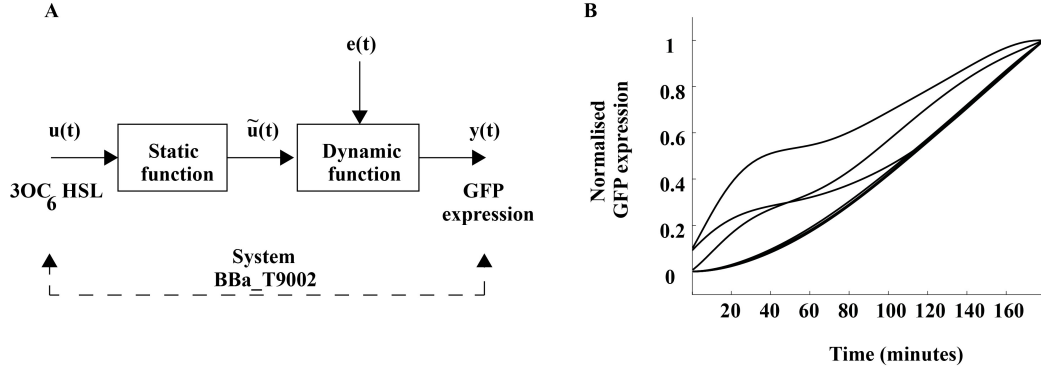 A
e(t)
u(t)
Static
function
ũ(t)
Dynamic
function
y(t)
3OC6 HSL
GFP
expression
System
BBa_T9002
B
Normalised
GFP expression
1
0.8
0.6
0.4
0.2
0
20 40 60 80 100 120 140 160
Time (minutes)